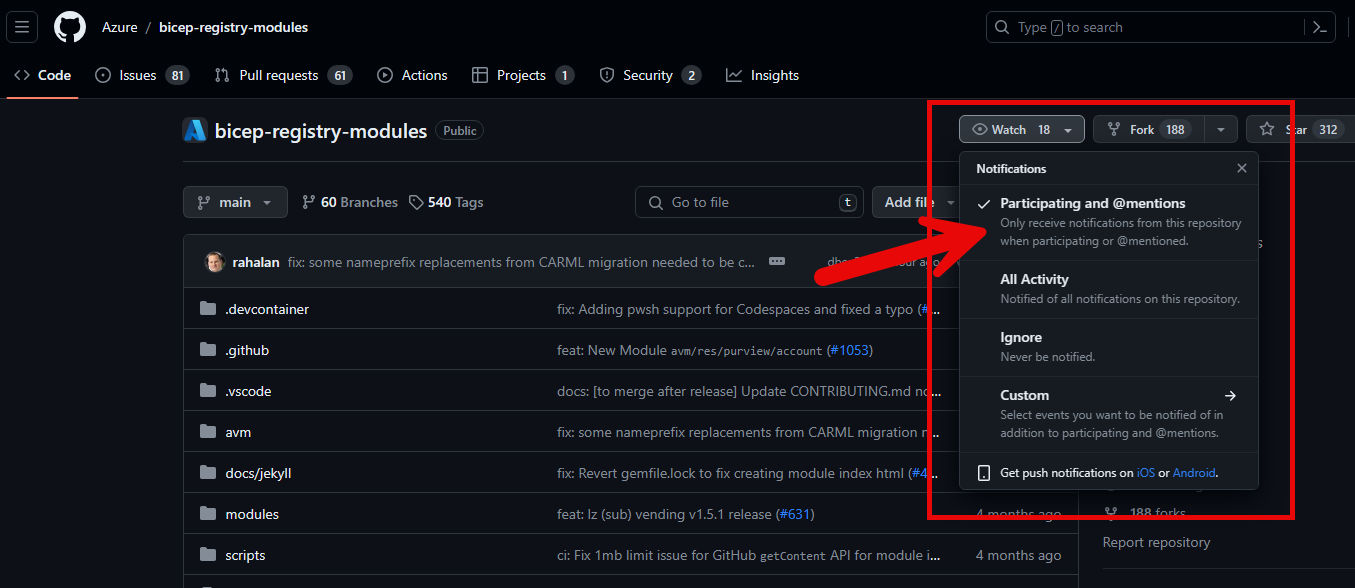 Azure / bicep-registry-modules
Type / to search
Code Issues 81 Pull requests 61 Actions Projects 1 Security 2 Insights
bicep-registry-modules Public
Watch 18 Fork 188 Star 312
Notifications
main 60 Branches 540 Tags Go to file t Add file
Participating and @mentions
Only receive notifications from this repository
when participating or @mentioned.
rahalan fix: some nameprefix replacements from CARML migration needed to be c...
All Activity
Notified of all notifications on this repository.
.devcontainer fix: Adding pwsh support for Codespaces and fixed a typo (#...
Ignore
Never be notified.
.github feat: New Module avm/res/purview/account (#1053)
.vscode docs: [to merge after release] Update CONTRIBUTING.md no...
Custom
Select events you want to be notified of in
addition to participating and @mentions.
avm fix: some nameprefix replacements from CARML migration n...
docs/jekyll fix: Revert gemfile.lock to fix creating module index html (#4...
Get push notifications on iOS or Android.
modules feat: lz (sub) vending v1.5.1 release (#631) 4 months ago
188 forks
Report repository
scripts ci: Fix 1mb limit issue for GitHub getContent API for module i... 4 months ago